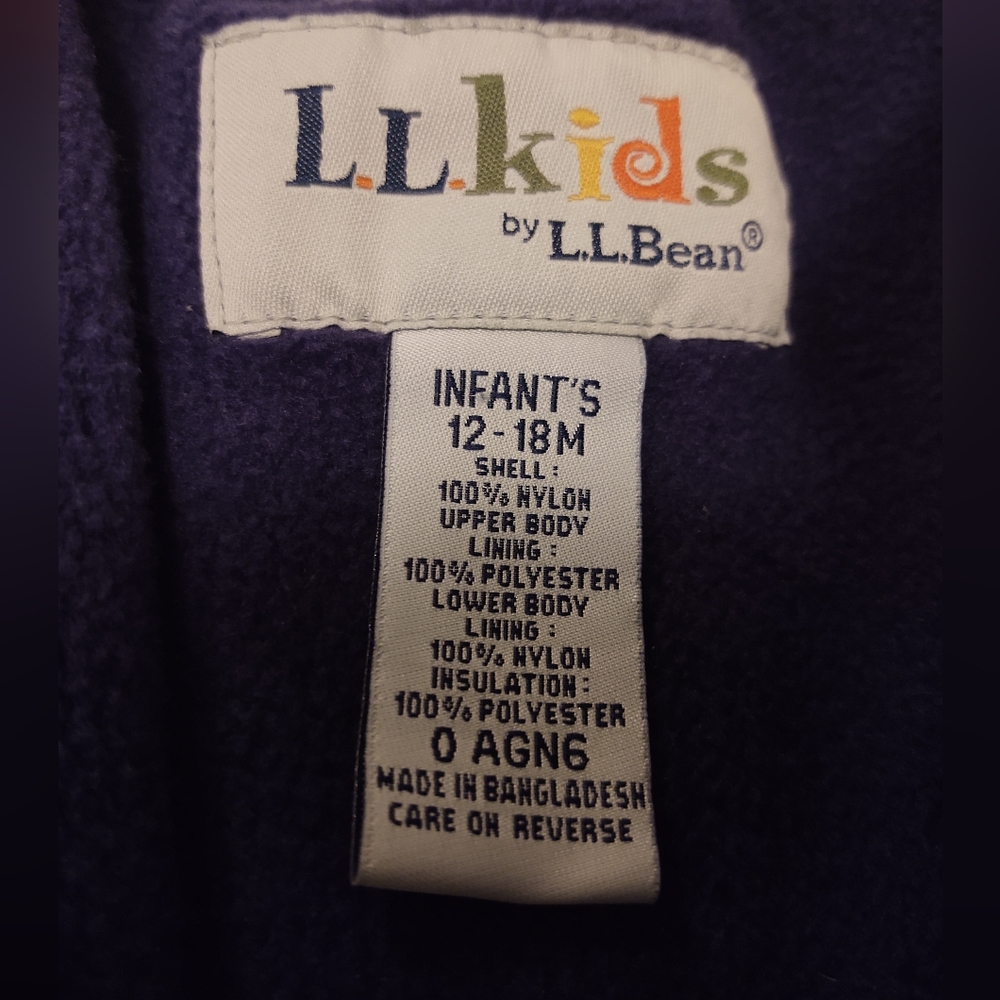 L.L.kids
by L.L.Bean®
INFANT'S
12-18M
SHELL:
100% NYLON
UPPER BODY
LINING:
100% POLYESTER
LOWER BODY
LINING:
100% NYLON
INSULATION:
100% POLYESTER
0 AGN6
MADE IN BANGLADESH
CARE ON REVERSE